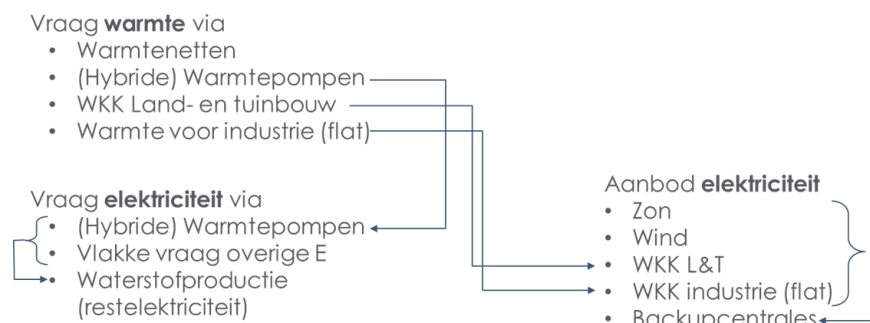 Vraag warmte via
• Warmtenetten
• (Hybride) Warmtepompen
• WKK Land- en tuinbouw
• Warmte voor industrie (flat)
Vraag elektriciteit via
• (Hybride) Warmtepompen
• Vlakke vraag overige E
• Waterstofproductie
(restelektriciteit)
Aanbod elektriciteit
• Zon
• Wind
• WKK L&T
• WKK industrie (flat)
• Backupcentrales